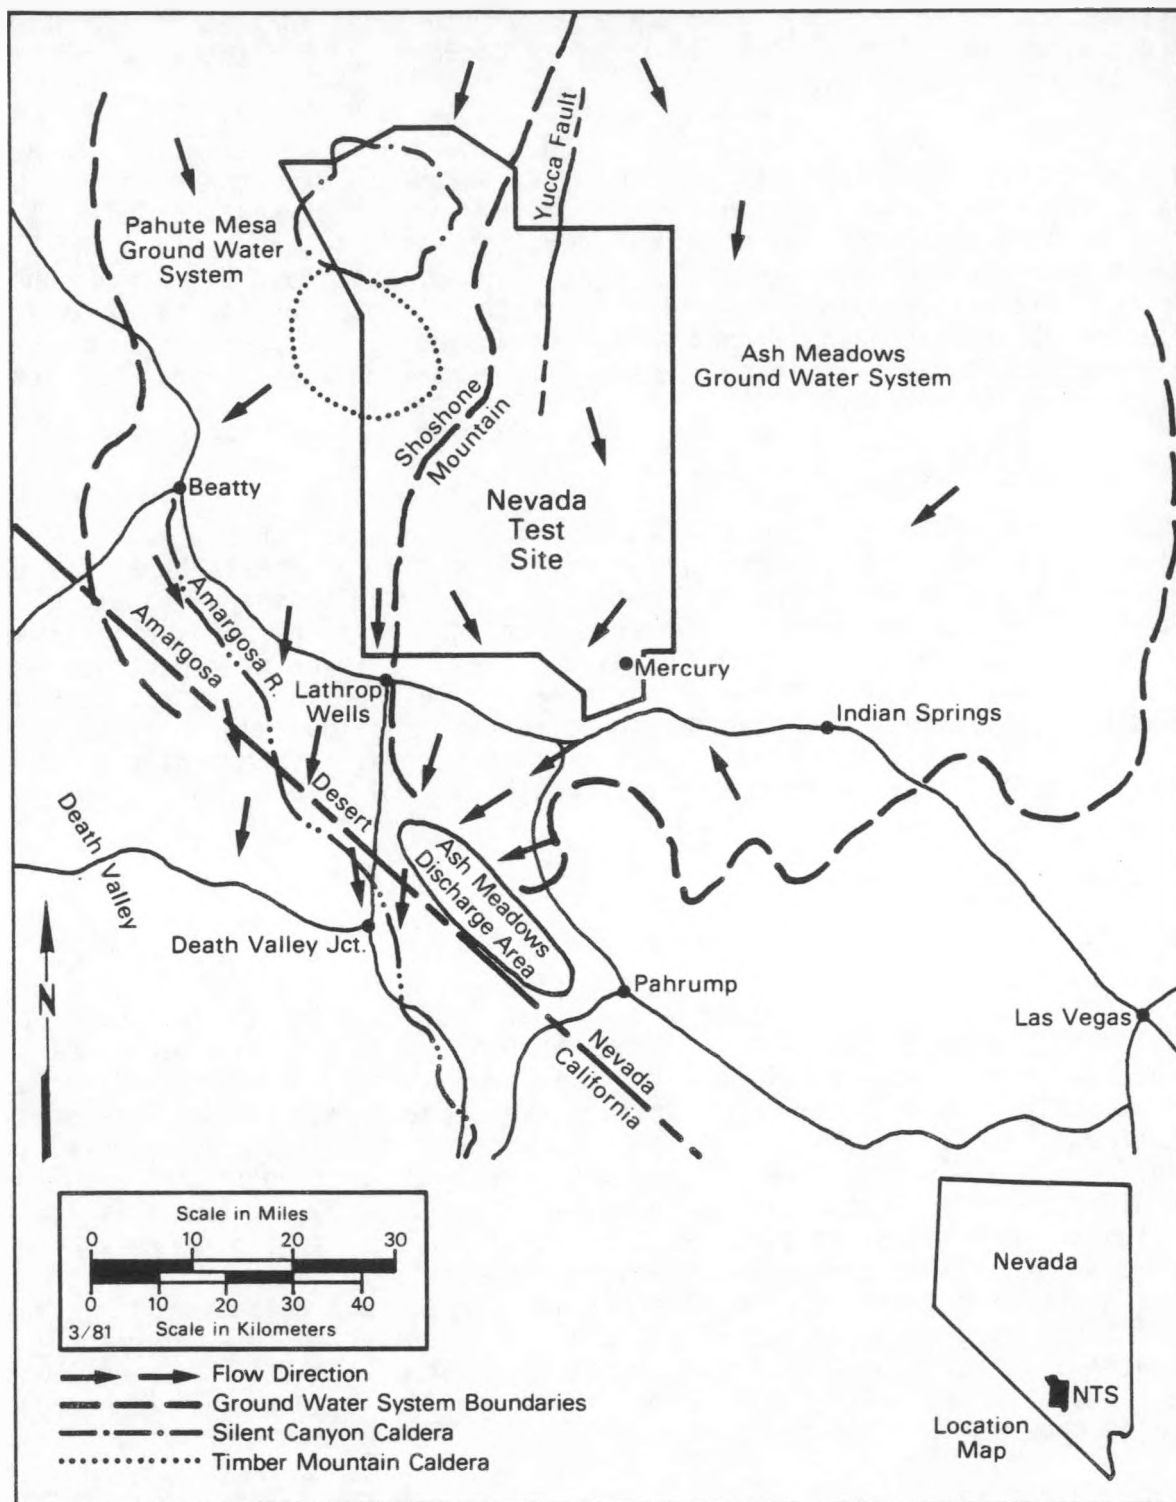 Yucca Fault
Pahute Mesa
Ground Water
System
Ash Meadows
Ground Water System
Shoshone
Mountain
Beatty
Nevada
Test
Site
Amargosa R.
Amargosa
Desert
Mercury
Lathrop
Wells
Indian Springs
Death Valley
Ash Meadows
Discharge Area
Death Valley Jct.
Pahrump
N
Las Vegas
Nevada
California
Scale in Miles
0 10 20 30
0 10 20 30 40
3/81 Scale in Kilometers
Flow Direction
Ground Water System Boundaries
Silent Canyon Caldera
Timber Mountain Caldera
Nevada
NTS
Location
Map